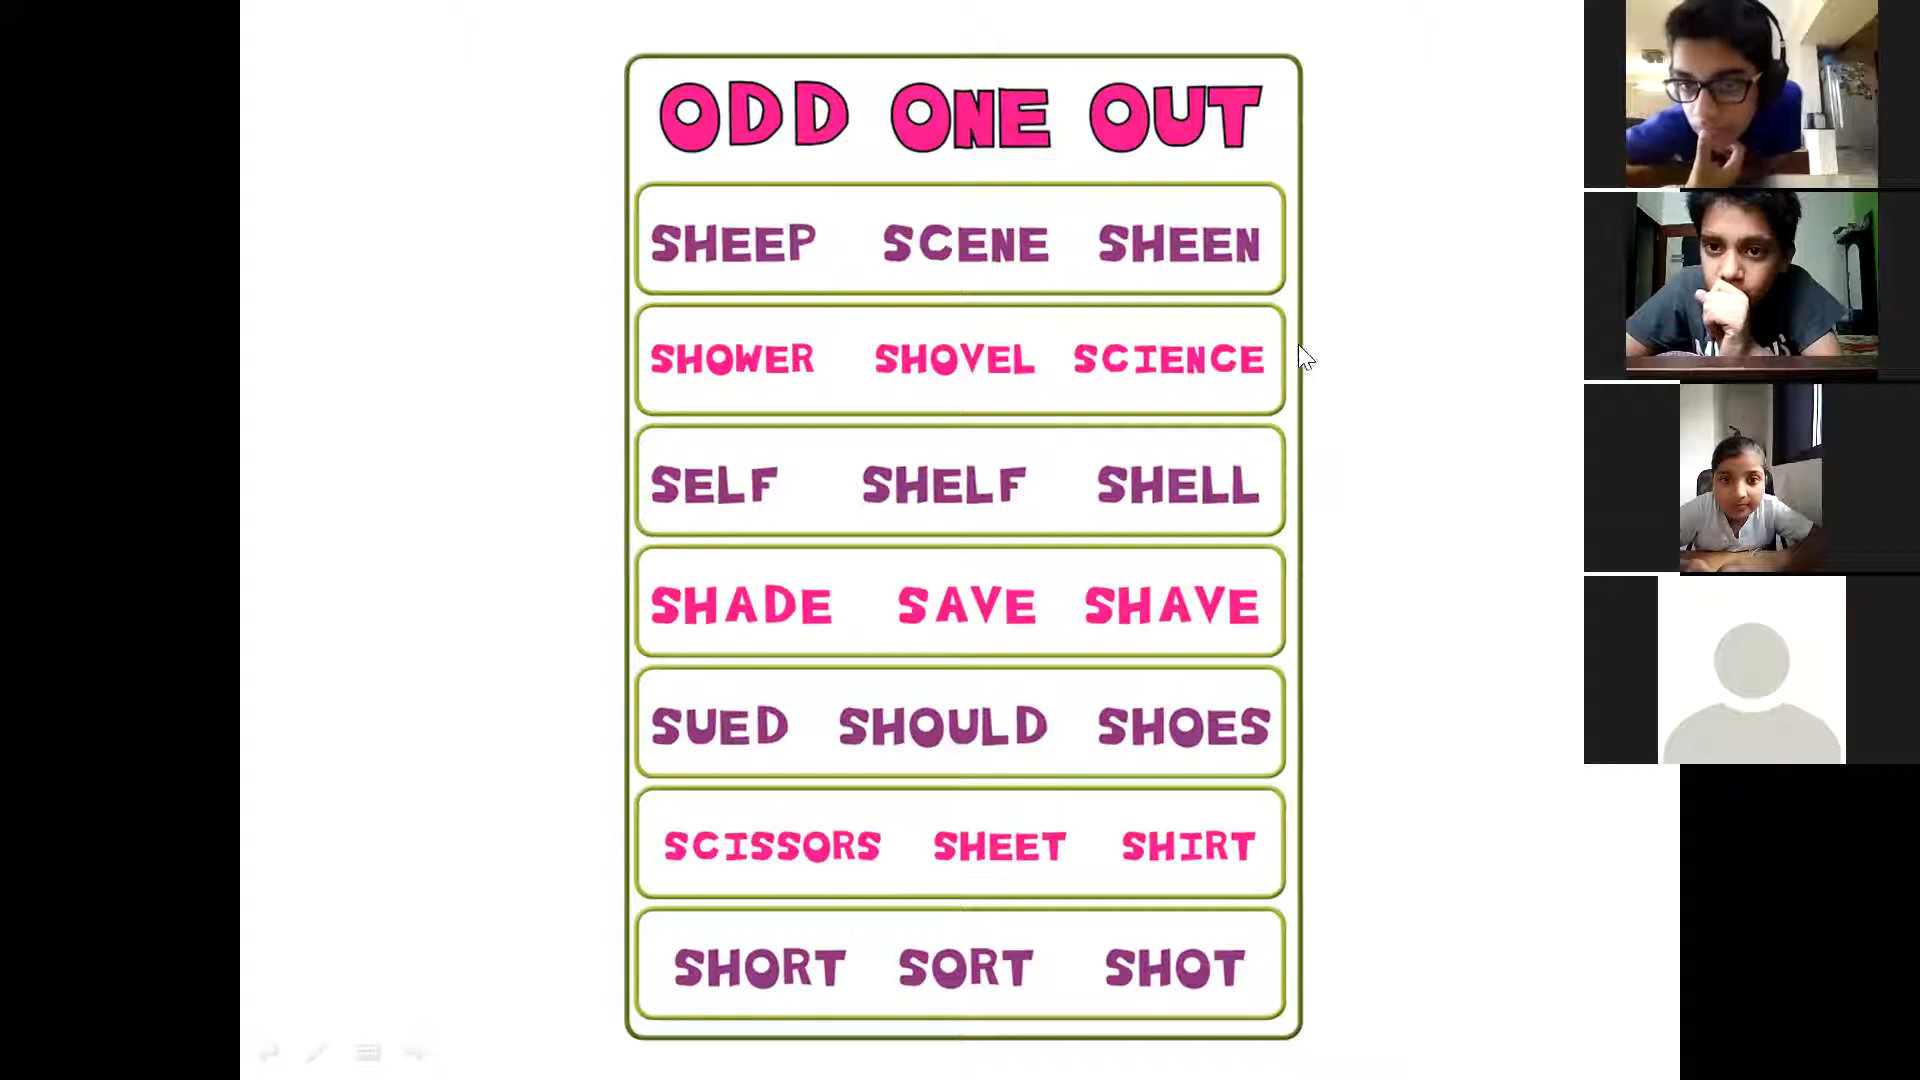 ODD ONE OUT
SHEEP SCENE SHEEN
SHOWER SHOVEL SCIENCE
SELF SHELF SHELL
SHADE SAVE SHAVE
SUED SHOULD SHOES
SCISSORS SHEET SHIRT
SHORT SORT SHOT